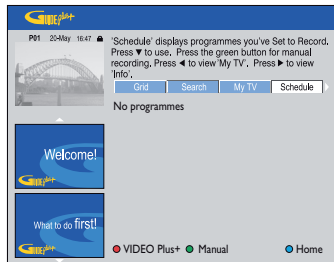 GUIDE Plus+
P01 20-May 16:47
'Schedule' displays programmes you've Set to Record.
Press ▼ to use. Press the green button for manual
recording. Press ◄ to view 'My TV'. Press ► to view
'Info'.
Grid Search My TV Schedule
No programmes
Welcome!
GUIDE Plus+
What to do first!
GUIDE Plus+
VIDEO Plus+ Manual Home